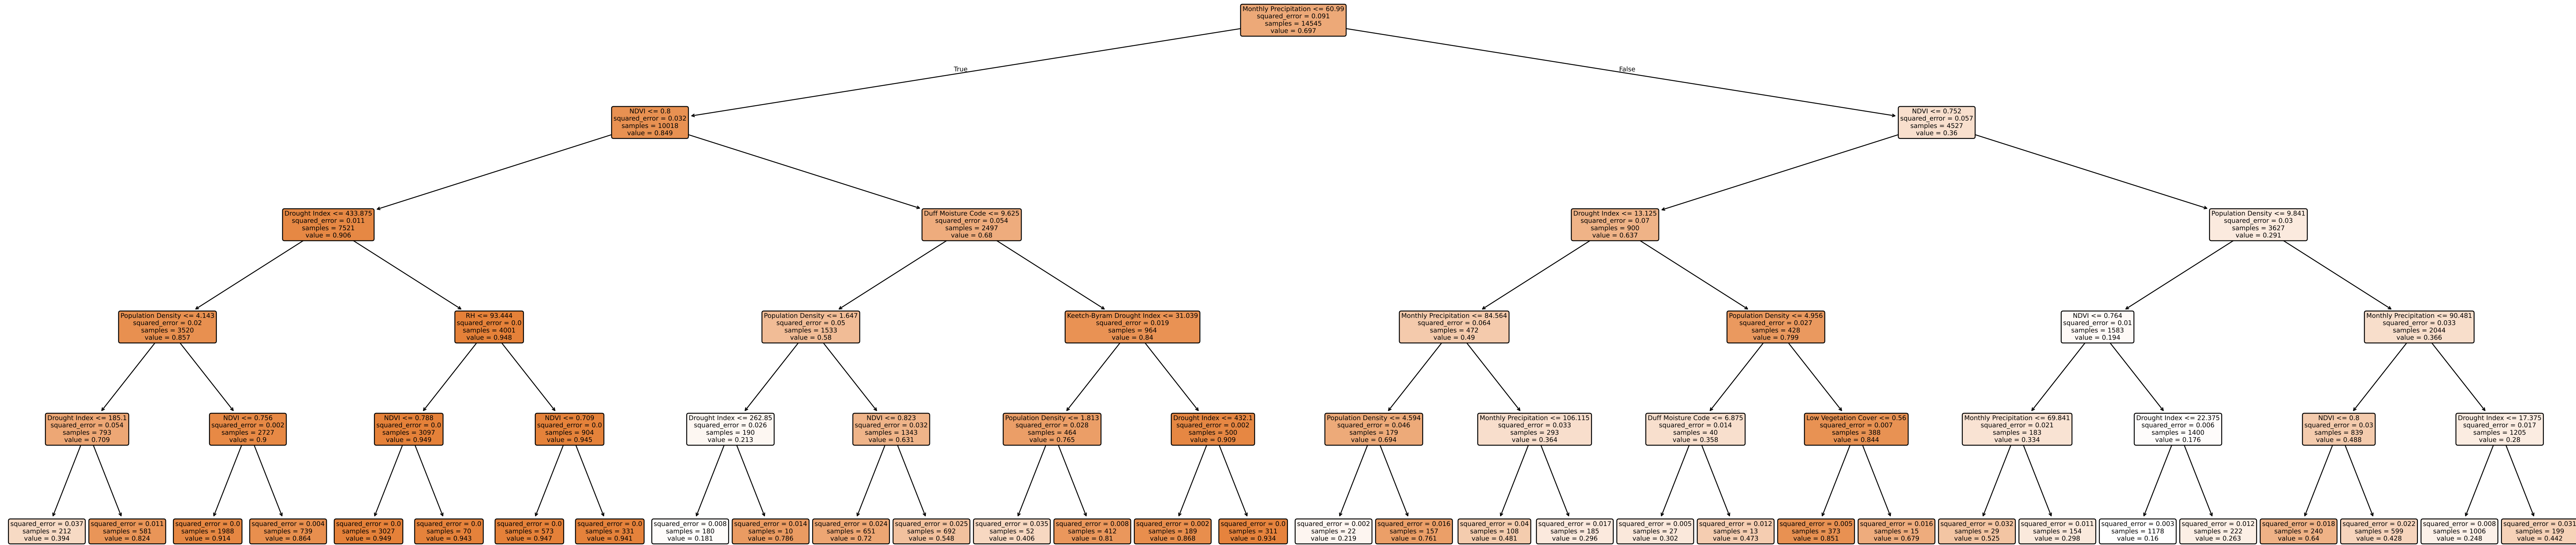 Monthly Precipitation <= 60.99
squared_error = 0.091
samples = 14545
value = 0.697
True
False
NDVI <= 0.8
squared_error = 0.032
samples = 10018
value = 0.849
NDVI <= 0.752
squared_error = 0.057
samples = 4527
value = 0.36
Drought Index <= 433.875
squared_error = 0.011
samples = 7521
value = 0.906
Duff Moisture Code <= 9.625
squared_error = 0.054
samples = 2497
value = 0.68
Drought Index <= 13.125
squared_error = 0.07
samples = 900
value = 0.637
Population Density <= 9.841
squared_error = 0.03
samples = 3627
value = 0.291
Population Density <= 4.143
squared_error = 0.02
samples = 3520
value = 0.857
RH <= 93.444
squared_error = 0.0
samples = 4001
value = 0.948
Population Density <= 1.647
squared_error = 0.05
samples = 1533
value = 0.58
Keetch-Byram Drought Index <= 31.039
squared_error = 0.019
samples = 964
value = 0.84
Monthly Precipitation <= 84.564
squared_error = 0.064
samples = 472
value = 0.49
Population Density <= 4.956
squared_error = 0.027
samples = 428
value = 0.799
NDVI <= 0.764
squared_error = 0.01
samples = 1583
value = 0.194
Monthly Precipitation <= 90.481
squared_error = 0.033
samples = 2044
value = 0.366
Drought Index <= 185.1
squared_error = 0.054
samples = 793
value = 0.709
NDVI <= 0.756
squared_error = 0.002
samples = 2727
value = 0.9
NDVI <= 0.788
squared_error = 0.0
samples = 3097
value = 0.949
NDVI <= 0.709
squared_error = 0.0
samples = 904
value = 0.945
Drought Index <= 262.85
squared_error = 0.026
samples = 190
value = 0.213
NDVI <= 0.823
squared_error = 0.032
samples = 1343
value = 0.631
Population Density <= 1.813
squared_error = 0.028
samples = 464
value = 0.765
Drought Index <= 432.1
squared_error = 0.002
samples = 500
value = 0.909
Population Density <= 4.594
squared_error = 0.046
samples = 179
value = 0.694
Monthly Precipitation <= 106.115
squared_error = 0.033
samples = 293
value = 0.364
Duff Moisture Code <= 6.875
squared_error = 0.014
samples = 40
value = 0.358
Low Vegetation Cover <= 0.56
squared_error = 0.007
samples = 388
value = 0.844
Monthly Precipitation <= 69.841
squared_error = 0.021
samples = 183
value = 0.334
Drought Index <= 22.375
squared_error = 0.006
samples = 1400
value = 0.176
NDVI <= 0.8
squared_error = 0.03
samples = 839
value = 0.488
Drought Index <= 17.375
squared_error = 0.017
samples = 1205
value = 0.28
squared_error = 0.037
samples = 212
value = 0.394
squared_error = 0.011
samples = 581
value = 0.824
squared_error = 0.0
samples = 1988
value = 0.914
squared_error = 0.004
samples = 739
value = 0.864
squared_error = 0.0
samples = 3027
value = 0.949
squared_error = 0.0
samples = 70
value = 0.943
squared_error = 0.0
samples = 573
value = 0.947
squared_error = 0.0
samples = 331
value = 0.941
squared_error = 0.008
samples = 180
value = 0.181
squared_error = 0.014
samples = 10
value = 0.786
squared_error = 0.024
samples = 651
value = 0.72
squared_error = 0.025
samples = 692
value = 0.548
squared_error = 0.035
samples = 52
value = 0.406
squared_error = 0.008
samples = 412
value = 0.81
squared_error = 0.002
samples = 189
value = 0.868
squared_error = 0.0
samples = 311
value = 0.934
squared_error = 0.002
samples = 22
value = 0.219
squared_error = 0.016
samples = 157
value = 0.761
squared_error = 0.04
samples = 108
value = 0.481
squared_error = 0.017
samples = 185
value = 0.296
squared_error = 0.005
samples = 27
value = 0.302
squared_error = 0.012
samples = 13
value = 0.473
squared_error = 0.005
samples = 373
value = 0.851
squared_error = 0.016
samples = 15
value = 0.679
squared_error = 0.032
samples = 29
value = 0.525
squared_error = 0.011
samples = 154
value = 0.298
squared_error = 0.003
samples = 1178
value = 0.16
squared_error = 0.012
samples = 222
value = 0.263
squared_error = 0.018
samples = 240
value = 0.64
squared_error = 0.022
samples = 599
value = 0.428
squared_error = 0.008
samples = 1006
value = 0.248
squared_error = 0.031
samples = 199
value = 0.442